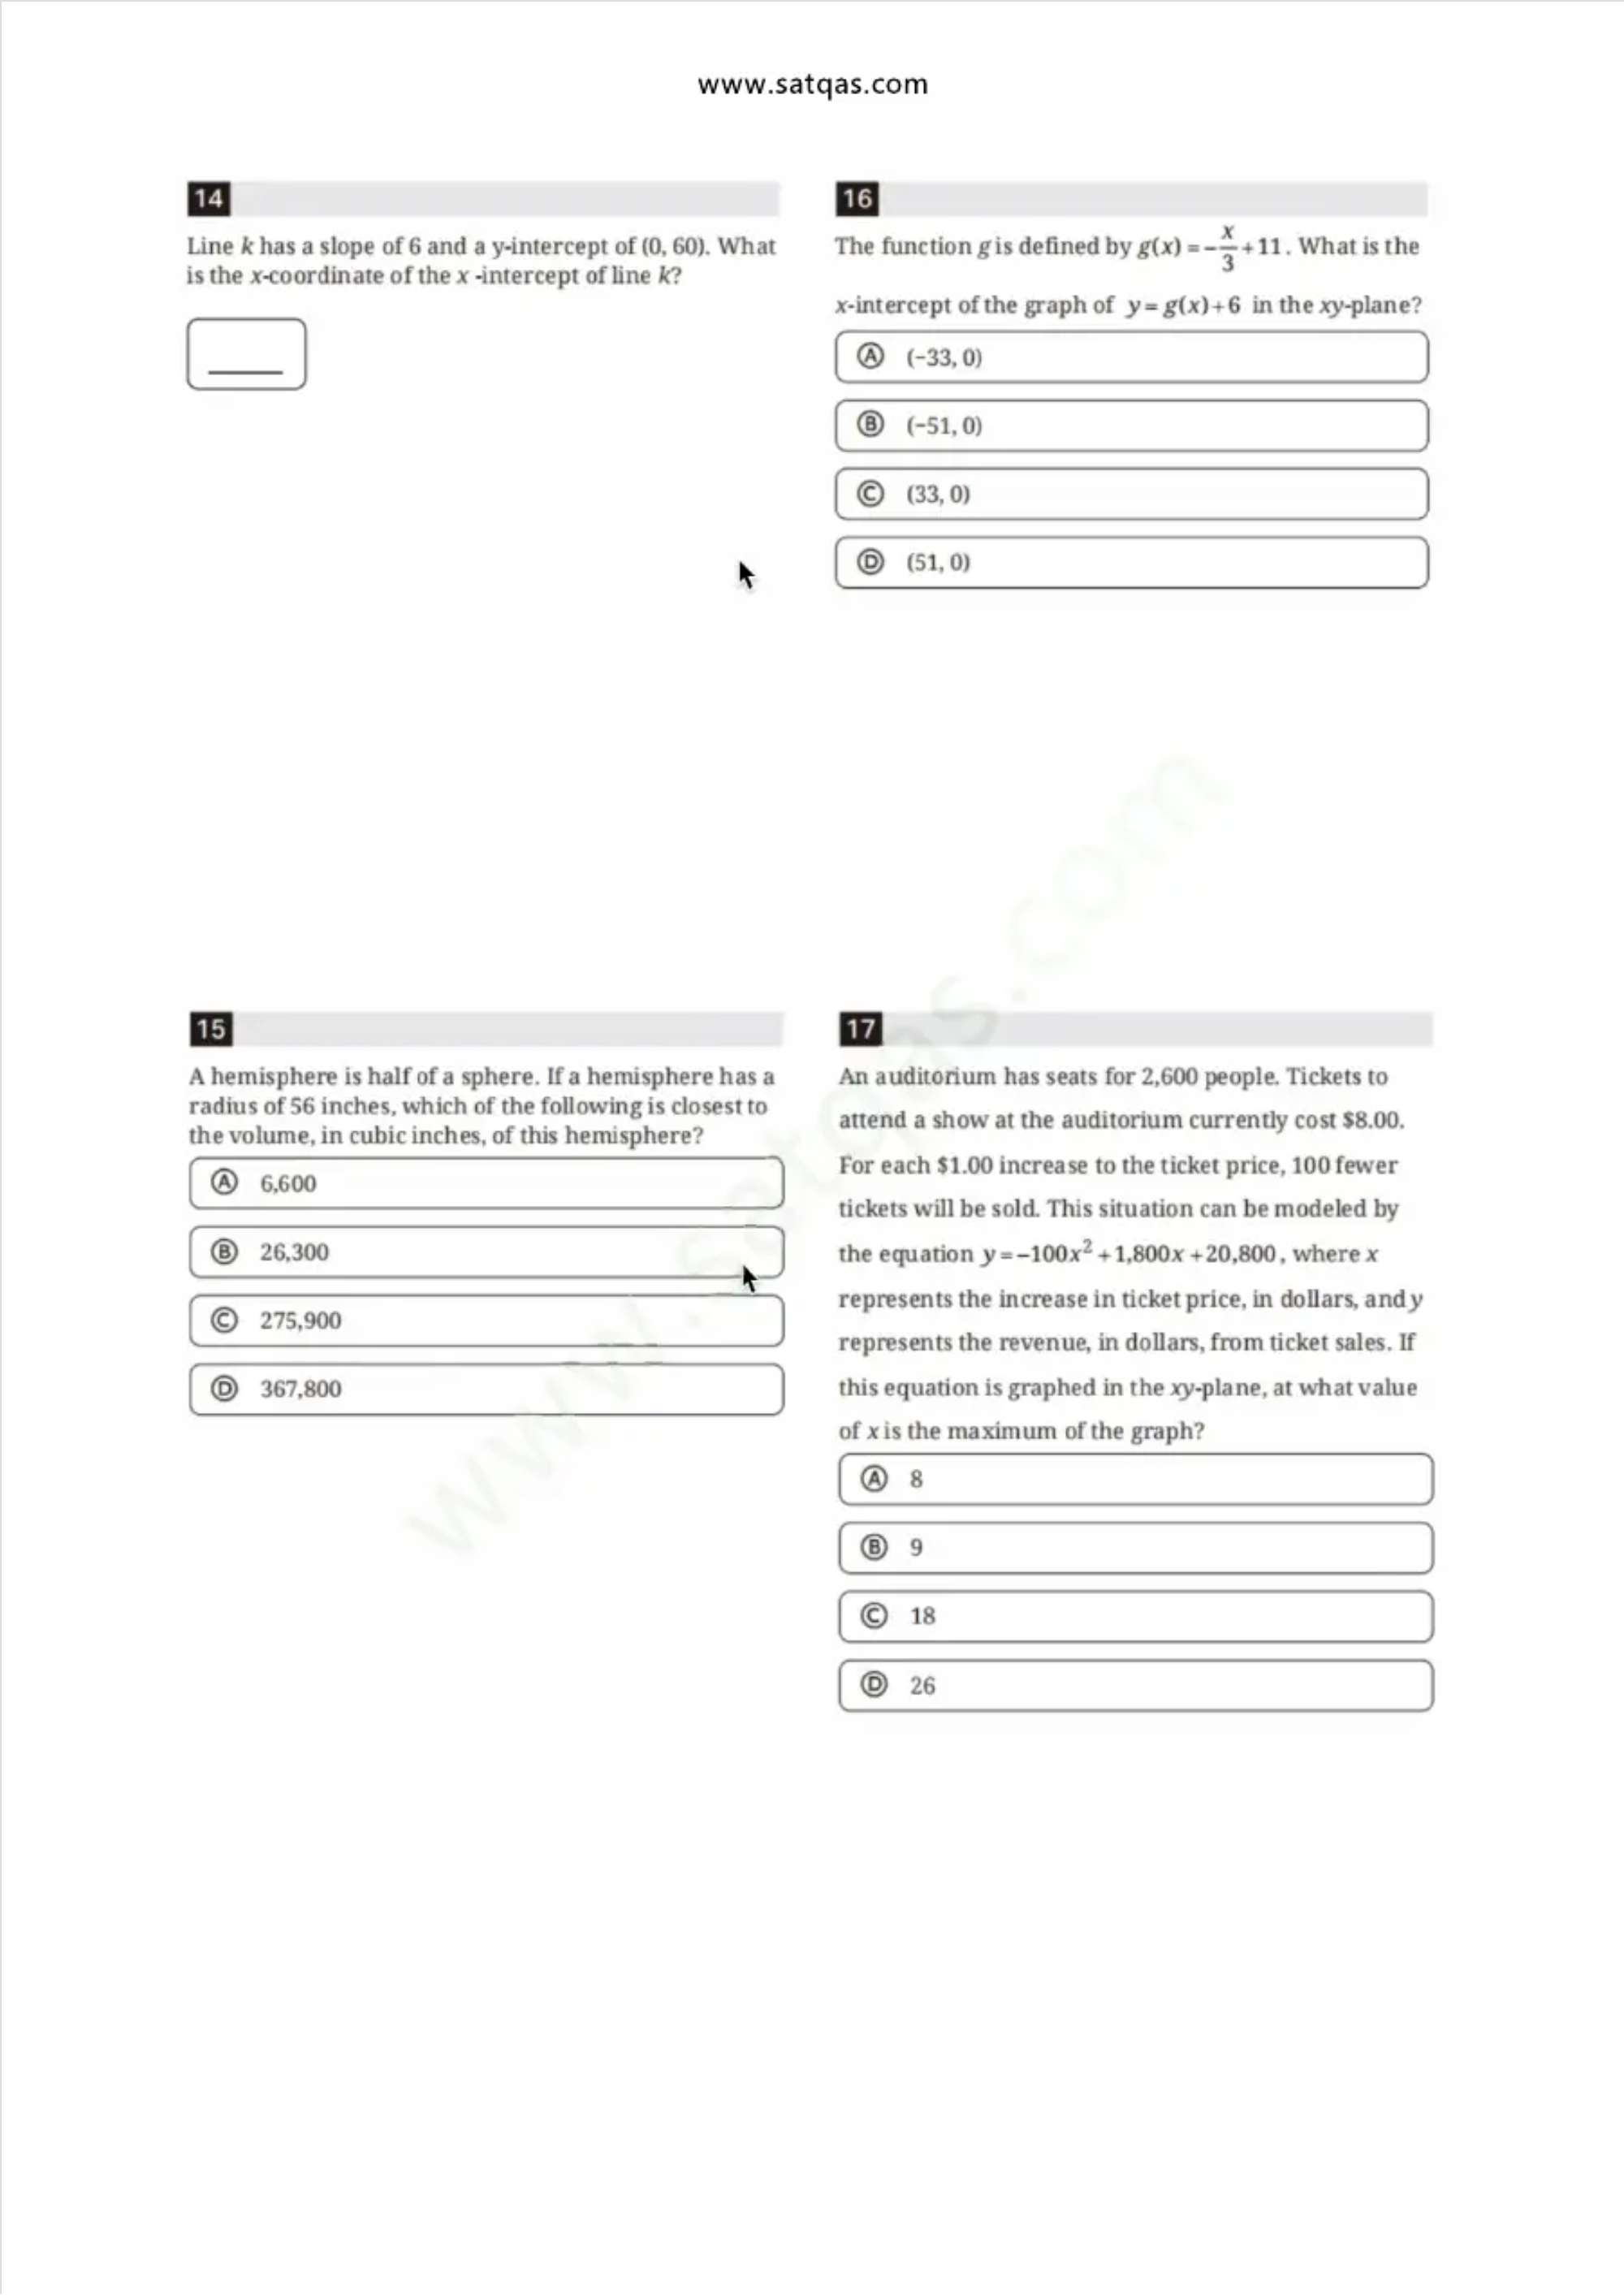 www.satqas.com
14
Line k has a slope of 6 and a y-intercept of (0, 60). What
is the x-coordinate of the x -intercept of line k?
15
A hemisphere is half of a sphere. If a hemisphere has a
radius of 56 inches, which of the following is closest to
the volume, in cubic inches, of this hemisphere?
A 6,600
B 26,300
C 275,900
D 367,800
16
The function g is defined by g(x) = -x/3 + 11. What is the
x-intercept of the graph of y = g(x)+6 in the xy-plane?
A (-33, 0)
B (-51, 0)
C (33, 0)
D (51, 0)
17
An auditorium has seats for 2,600 people. Tickets to
attend a show at the auditorium currently cost $8.00.
For each $1.00 increase to the ticket price, 100 fewer
tickets will be sold. This situation can be modeled by
the equation y = -100x² + 1,800x + 20,800, where x
represents the increase in ticket price, in dollars, and y
represents the revenue, in dollars, from ticket sales. If
this equation is graphed in the xy-plane, at what value
of x is the maximum of the graph?
A 8
B 9
C 18
D 26
www.satqas.com